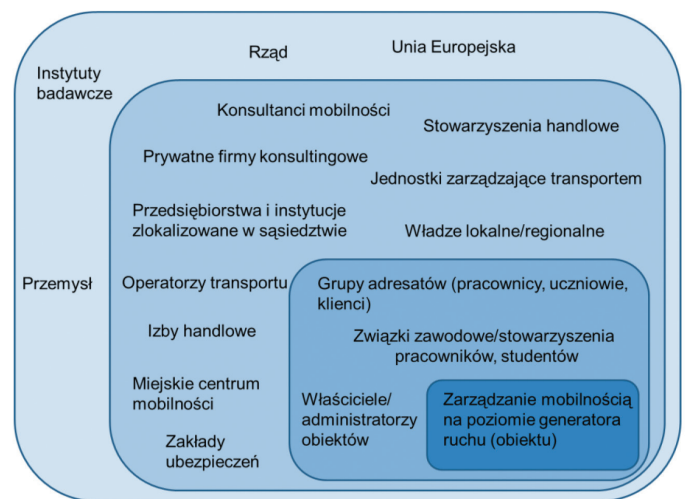 Rząd
Unia Europejska
Instytuty
badawcze
Konsultanci mobilności
Stowarzyszenia handlowe
Prywatne firmy konsultingowe
Jednostki zarządzające transportem
Przedsiębiorstwa i instytucje
zlokalizowane w sąsiedztwie
Władze lokalne/regionalne
Przemysł
Operatorzy transportu
Grupy adresatów (pracownicy, uczniowie,
klienci)
Izby handlowe
Związki zawodowe/stowarzyszenia
pracowników, studentów
Miejskie centrum
mobilności
Właściciele/
administratorzy
obiektów
Zarządzanie mobilnością
na poziomie generatora
ruchu (obiektu)
Zakłady
ubezpieczeń